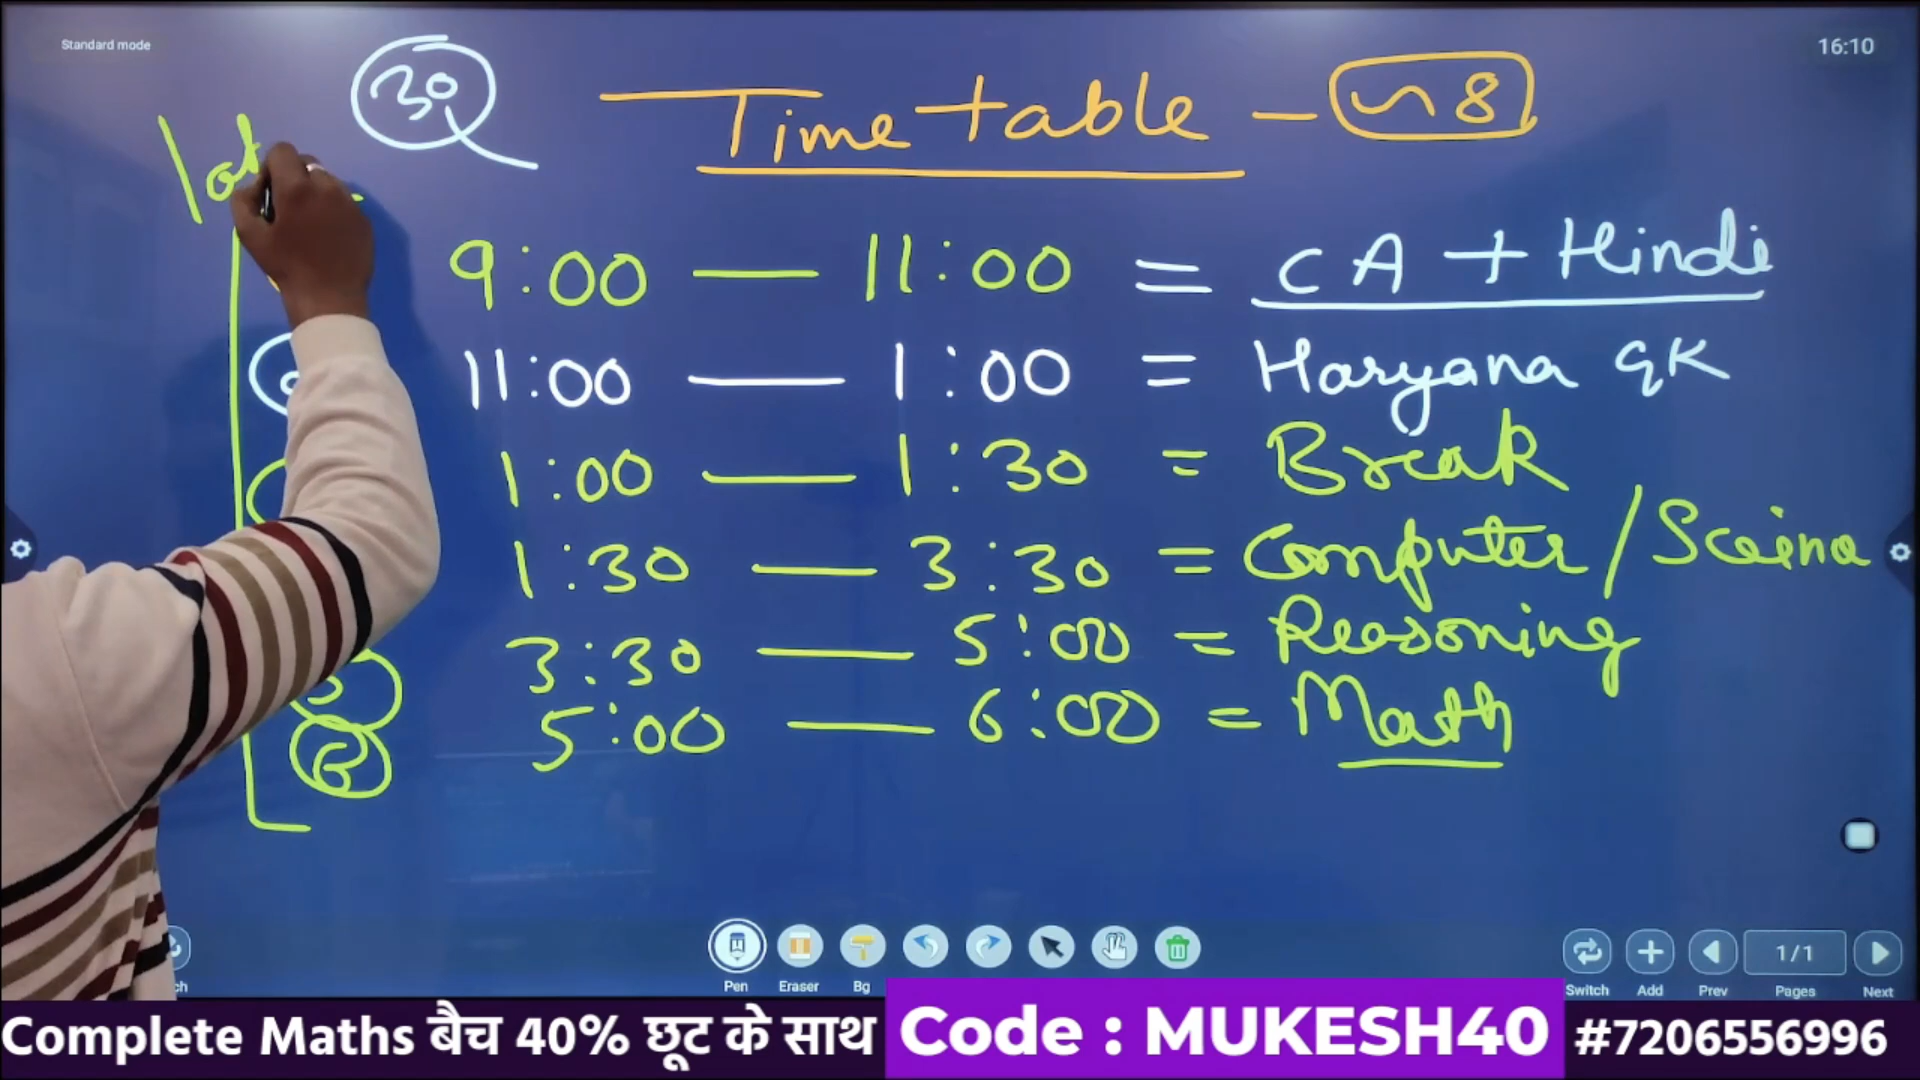 Standard mode
16:10
30
Time table - n 8
9:00 — 11:00 = CA + Hindi
11:00 — 1:00 = Haryana GK
1:00 — 1:30 = Break
1:30 — 3:30 = Computer / Sceina
3:30 — 5:00 = Reasoning
5:00 — 6:00 = Math
6
Pen Eraser Bg
Switch Add Prev 1/1 Pages Next
Complete Maths बैच 40% छूट के साथ Code : MUKESH40 #7206556996